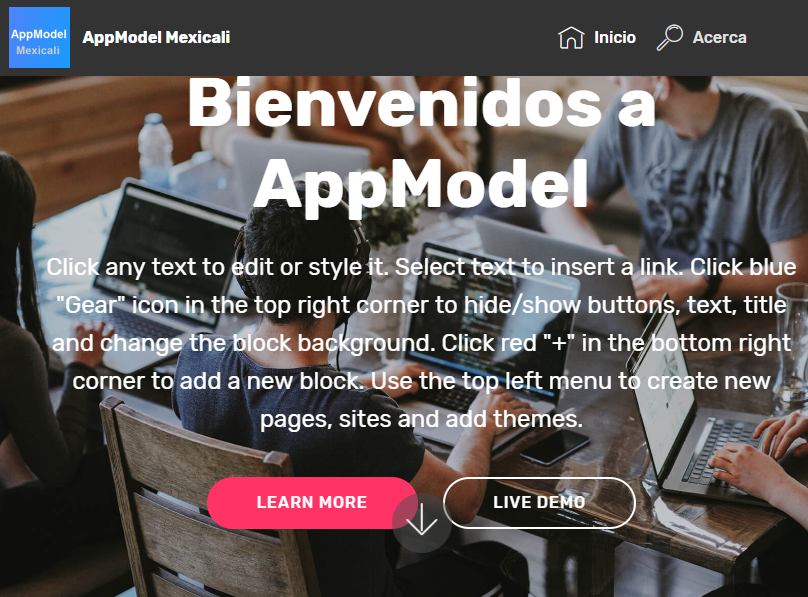 AppModel
Mexicali
AppModel Mexicali
Inicio
Acerca
Bienvenidos a
AppModel
Click any text to edit or style it. Select text to insert a link. Click blue
"Gear" icon in the top right corner to hide/show buttons, text, title
and change the block background. Click red "+" in the bottom right
corner to add a new block. Use the top left menu to create new
pages, sites and add themes.
LEARN MORE
LIVE DEMO